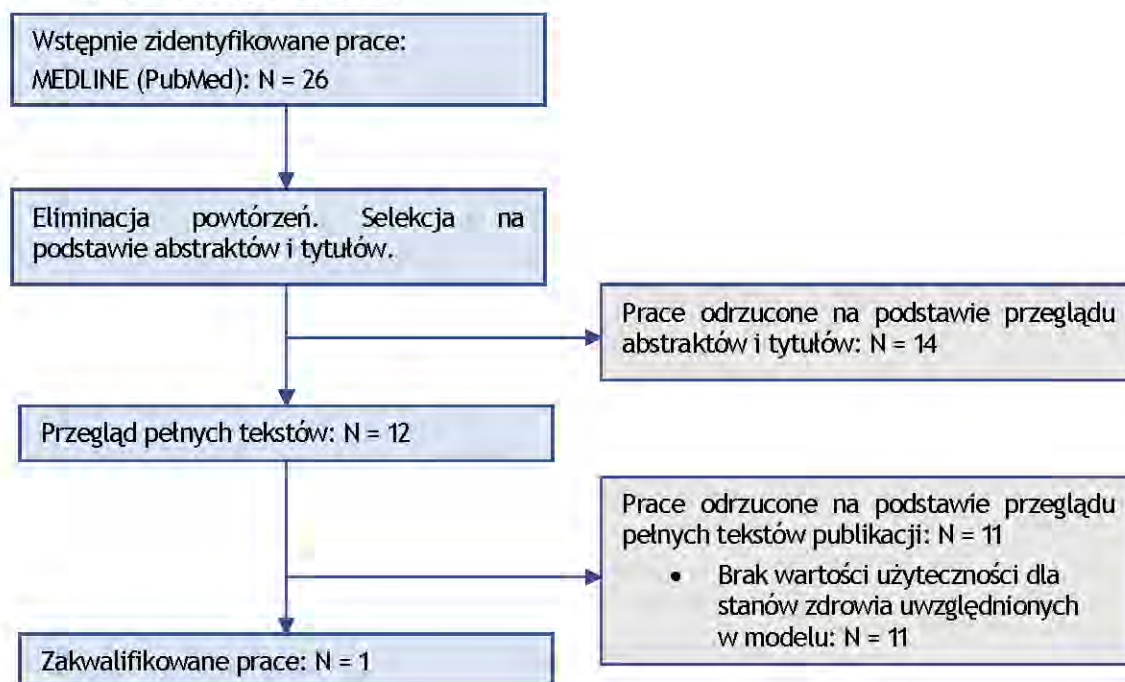 Wstępnie zidentyfikowane prace:
MEDLINE (PubMed): N = 26
Eliminacja powtórzeń. Selekcja na
podstawie abstraktów i tytułów.
Prace odrzucone na podstawie przeglądu
abstraktów i tytułów: N = 14
Przegląd pełnych tekstów: N = 12
Prace odrzucone na podstawie przeglądu
pełnych tekstów publikacji: N = 11
• Brak wartości użyteczności dla
stanów zdrowia uwzględnionych
w modelu: N = 11
Zakwalifikowane prace: N = 1